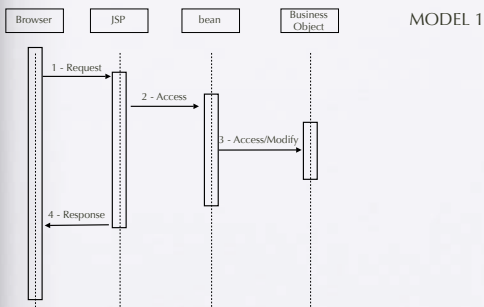 Browser
JSP
bean
Business
Object
MODEL 1
1 - Request
2 - Access
3 - Access/Modify
4 - Response